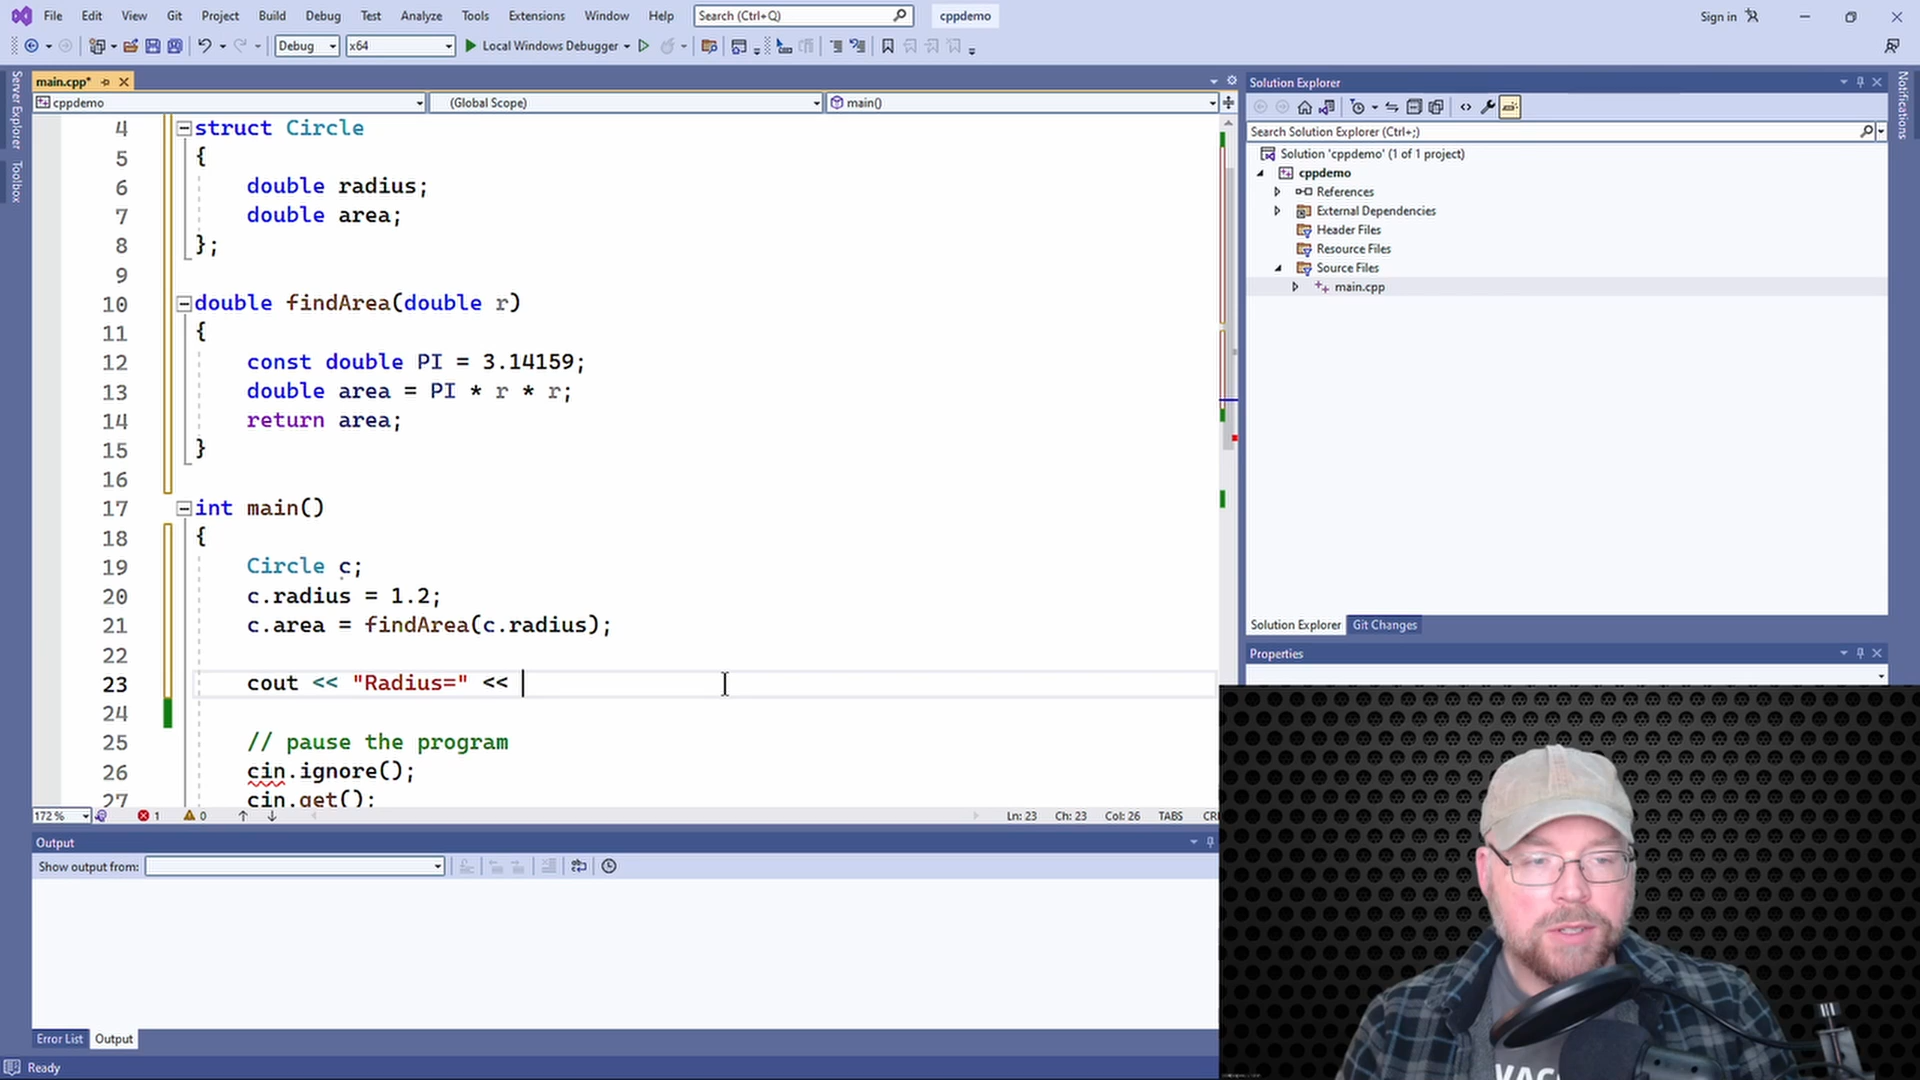 File Edit View Git Project Build Debug Test Analyze Tools Extensions Window Help Search (Ctrl+Q) cppdemo Sign in
Debug x64 Local Windows Debugger
Server Explorer
Toolbox
main.cpp*
cppdemo (Global Scope) main()
4 struct Circle
5 {
6 double radius;
7 double area;
8 };
9
10 double findArea(double r)
11 {
12 const double PI = 3.14159;
13 double area = PI * r * r;
14 return area;
15 }
16
17 int main()
18 {
19 Circle c;
20 c.radius = 1.2;
21 c.area = findArea(c.radius);
22
23 cout << "Radius=" <<
24
25 // pause the program
26 cin.ignore();
27 cin.get();
172 % 1 0 Ln: 23 Ch: 23 Col: 26 TABS CR
Output
Show output from:
Error List Output
Ready
Solution Explorer
Search Solution Explorer (Ctrl+;)
Solution 'cppdemo' (1 of 1 project)
cppdemo
References
External Dependencies
Header Files
Resource Files
Source Files
main.cpp
Solution Explorer Git Changes
Properties
Notifications